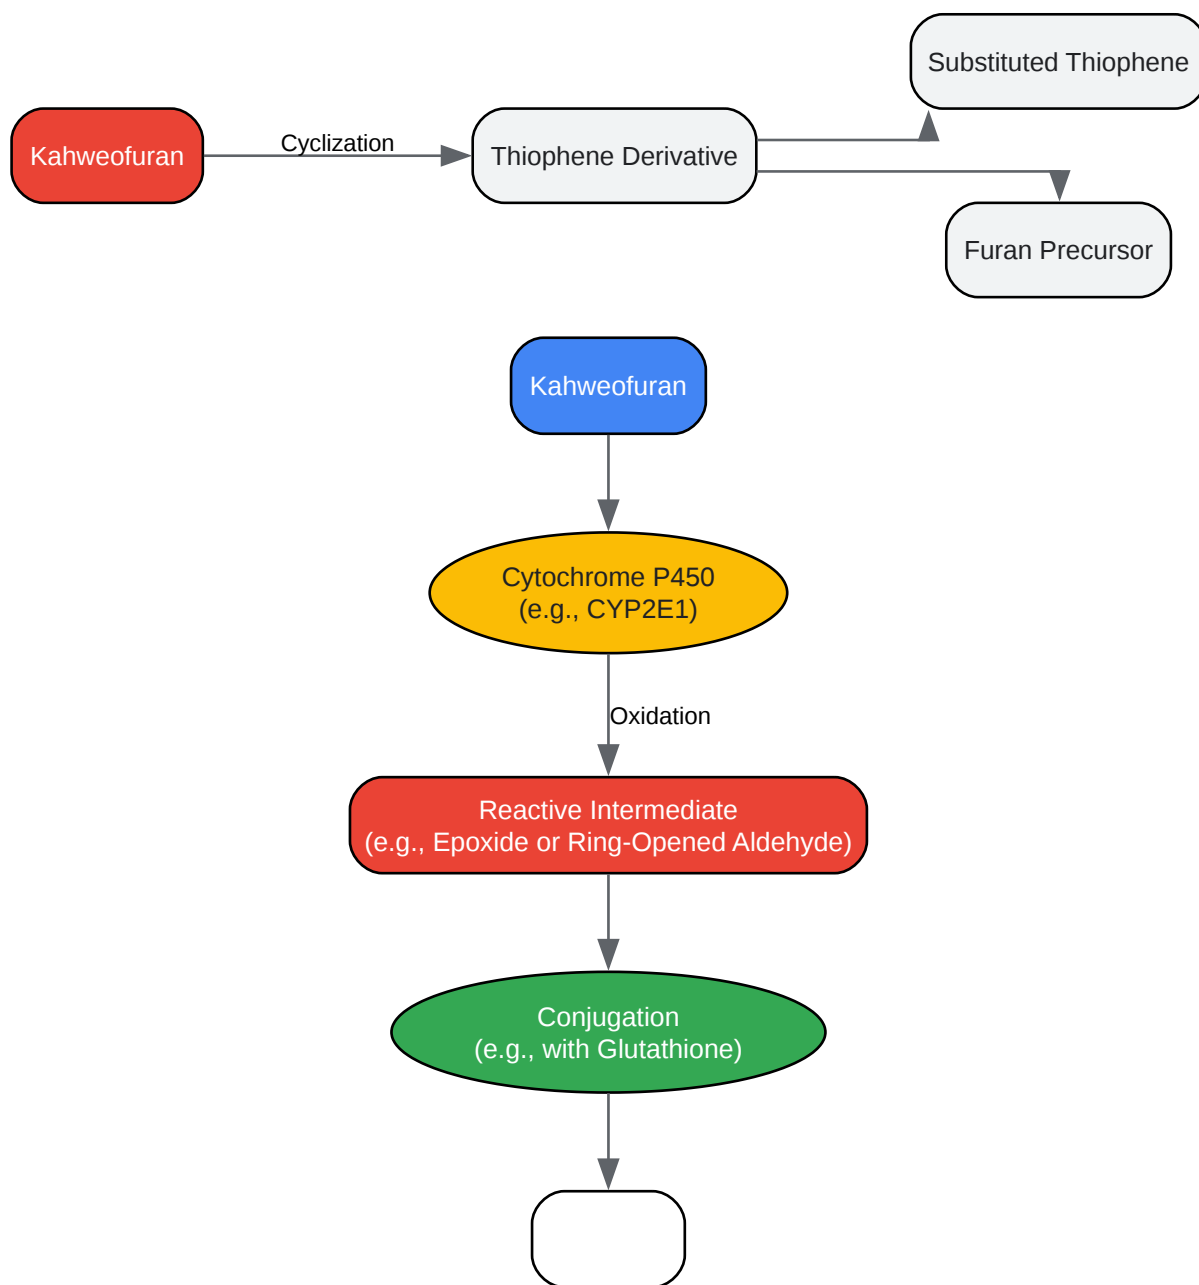 Substituted Thiophene
Kahweofuran
Cyclization
Thiophene Derivative
Furan Precursor
Kahweofuran
Cytochrome P450
(e.g., CYP2E1)
Oxidation
Reactive Intermediate
(e.g., Epoxide or Ring-Opened Aldehyde)
Conjugation
(e.g., with Glutathione)